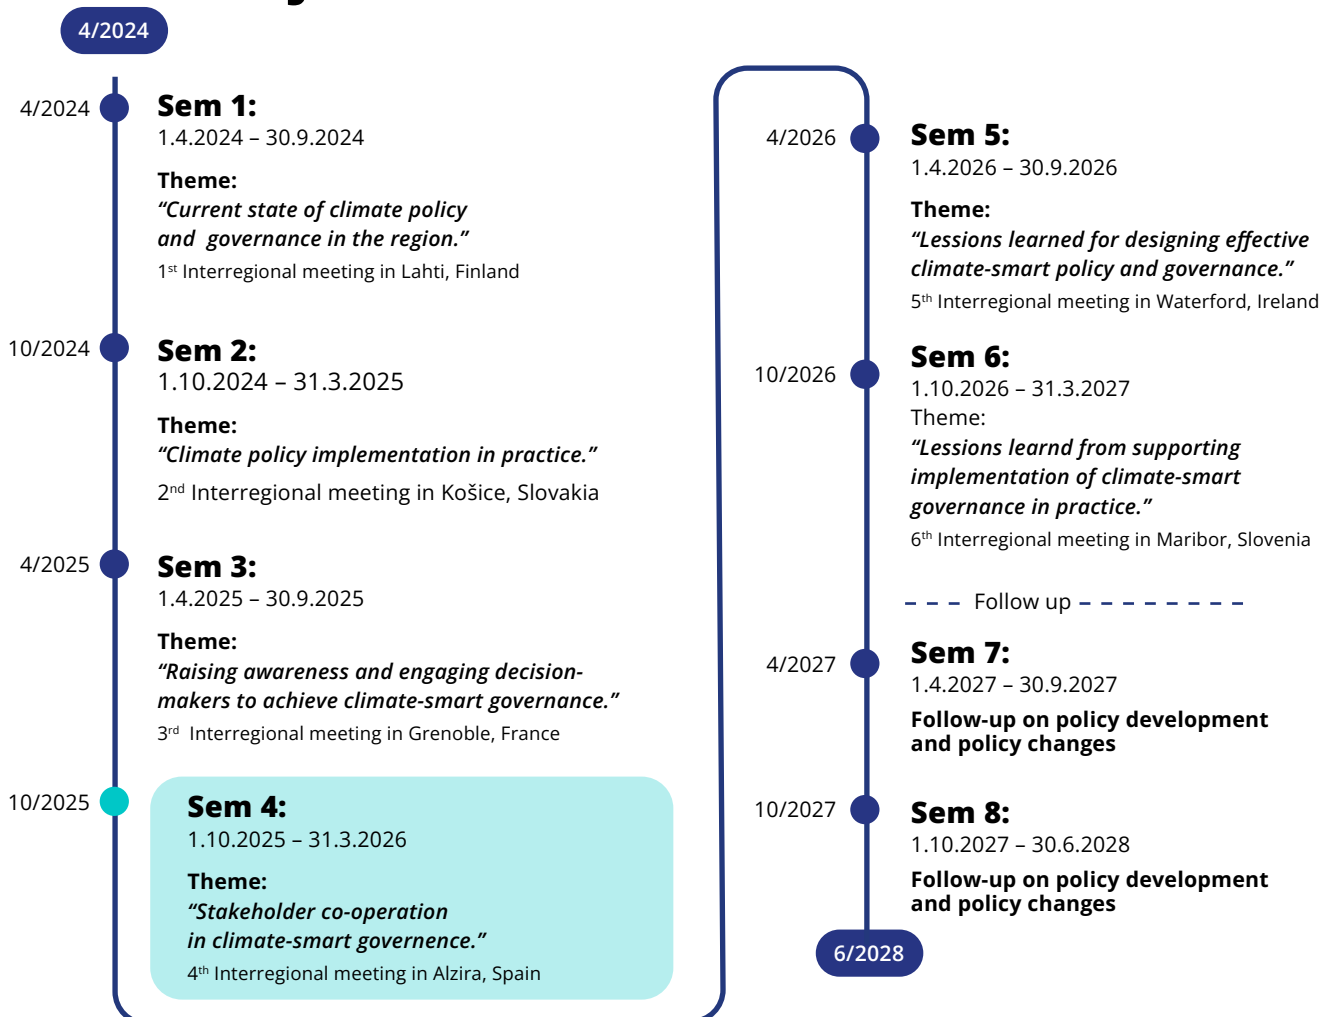 4/2024
4/2024
Sem 1:
1.4.2024 – 30.9.2024
Theme:
“Current state of climate policy
and governance in the region.”
1st Interregional meeting in Lahti, Finland
10/2024
Sem 2:
1.10.2024 – 31.3.2025
Theme:
“Climate policy implementation in practice.”
2nd Interregional meeting in Košice, Slovakia
4/2025
Sem 3:
1.4.2025 – 30.9.2025
Theme:
“Raising awareness and engaging decision-
makers to achieve climate-smart governance.”
3rd Interregional meeting in Grenoble, France
10/2025
Sem 4:
1.10.2025 – 31.3.2026
Theme:
“Stakeholder co-operation
in climate-smart governence.”
4th Interregional meeting in Alzira, Spain
4/2026
Sem 5:
1.4.2026 – 30.9.2026
Theme:
“Lessions learned for designing effective
climate-smart policy and governance.”
5th Interregional meeting in Waterford, Ireland
10/2026
Sem 6:
1.10.2026 – 31.3.2027
Theme:
“Lessions learnd from supporting
implementation of climate-smart
governance in practice.”
6th Interregional meeting in Maribor, Slovenia
Follow up
4/2027
Sem 7:
1.4.2027 – 30.9.2027
Follow-up on policy development
and policy changes
10/2027
Sem 8:
1.10.2027 – 30.6.2028
Follow-up on policy development
and policy changes
6/2028